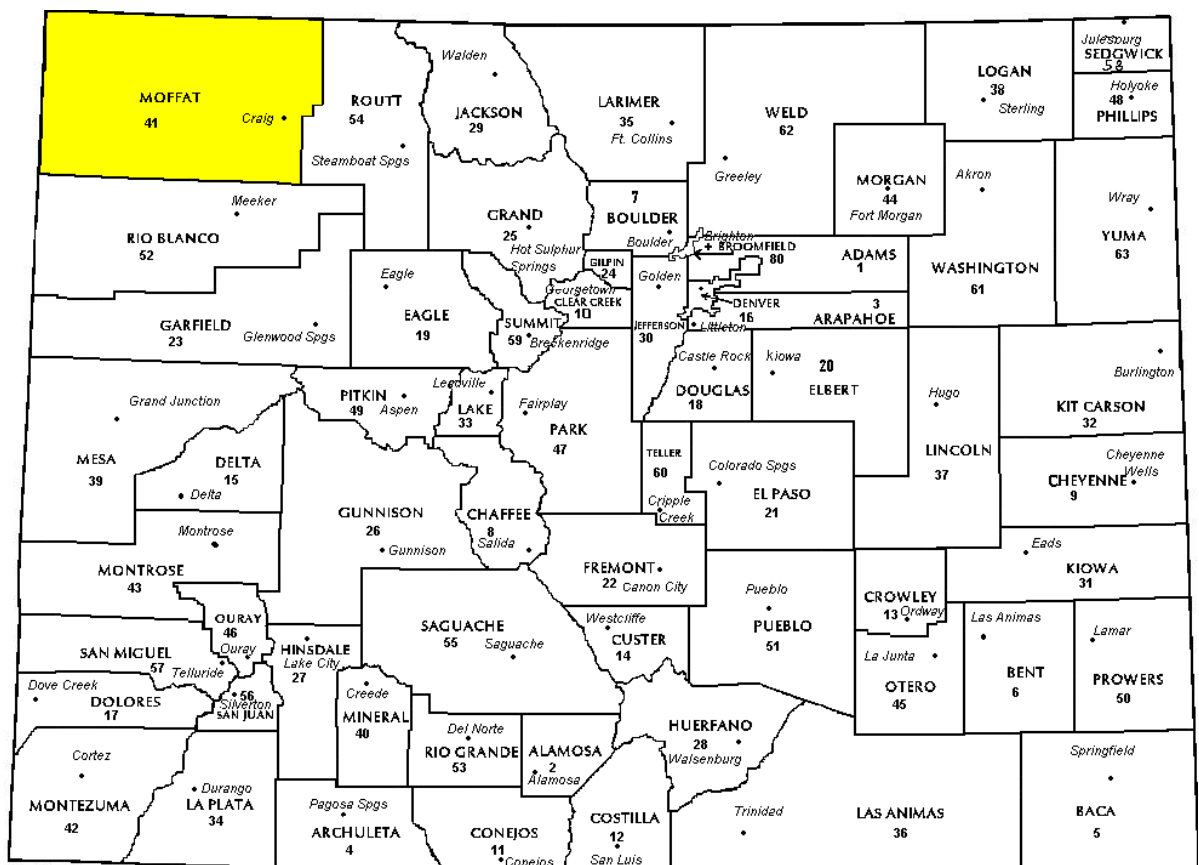 MOFFAT
41
Craig
ROUTT
54
Steamboat Spgs
Walden
JACKSON
29
LARIMER
35
Ft. Collins
WELD
62
Greeley
LOGAN
38
Sterling
Julesburg
SEDGWICK
58
Holyoke
48
PHILLIPS
MORGAN
44
Fort Morgan
Akron
WASHINGTON
61
Wray
YUMA
63
Meeker
RIO BLANCO
52
GRAND
25
Hot Sulphur
Springs
7
BOULDER
Boulder
GILPIN
24
Brighton
BROOMFIELD
80
ADAMS
1
Golden
JEFFERSON
30
DENVER
16
3
ARAPAHOE
Littleton
Georgetown
CLEAR CREEK
10
GARFIELD
23
Glenwood Spgs
Eagle
EAGLE
19
SUMMIT
59
Breckenridge
Castle Rock
DOUGLAS
18
kiowa
20
ELBERT
Hugo
LINCOLN
37
Burlington
KIT CARSON
32
Grand Junction
MESA
39
PITKIN
49
Aspen
Leadville
LAKE
33
Fairplay
PARK
47
TELLER
60
Cripple
Creek
Colorado Spgs
EL PASO
21
Cheyenne
Wells
CHEYENNE
9
DELTA
15
Delta
GUNNISON
26
Gunnison
CHAFFEE
8
Salida
Montrose
MONTROSE
43
FREMONT
22
Canon City
Pueblo
PUEBLO
51
CROWLEY
13
Ordway
Eads
KIOWA
31
OURAY
46
Ouray
HINSDALE
Lake City
27
SAGUACHE
55
Saguache
Westcliffe
CUSTER
14
La Junta
OTERO
45
Las Animas
BENT
6
Lamar
PROWERS
50
SAN MIGUEL
57
Telluride
Dove Creek
DOLORES
17
56
Silverton
SAN JUAN
Creede
MINERAL
40
Del Norte
RIO GRANDE
53
ALAMOSA
2
Alamosa
HUERFANO
28
Walsenburg
Cortez
MONTEZUMA
42
Durango
LA PLATA
34
Pagosa Spgs
ARCHULETA
4
CONEJOS
11
Conejos
COSTILLA
12
San Luis
Trinidad
LAS ANIMAS
36
Springfield
BACA
5